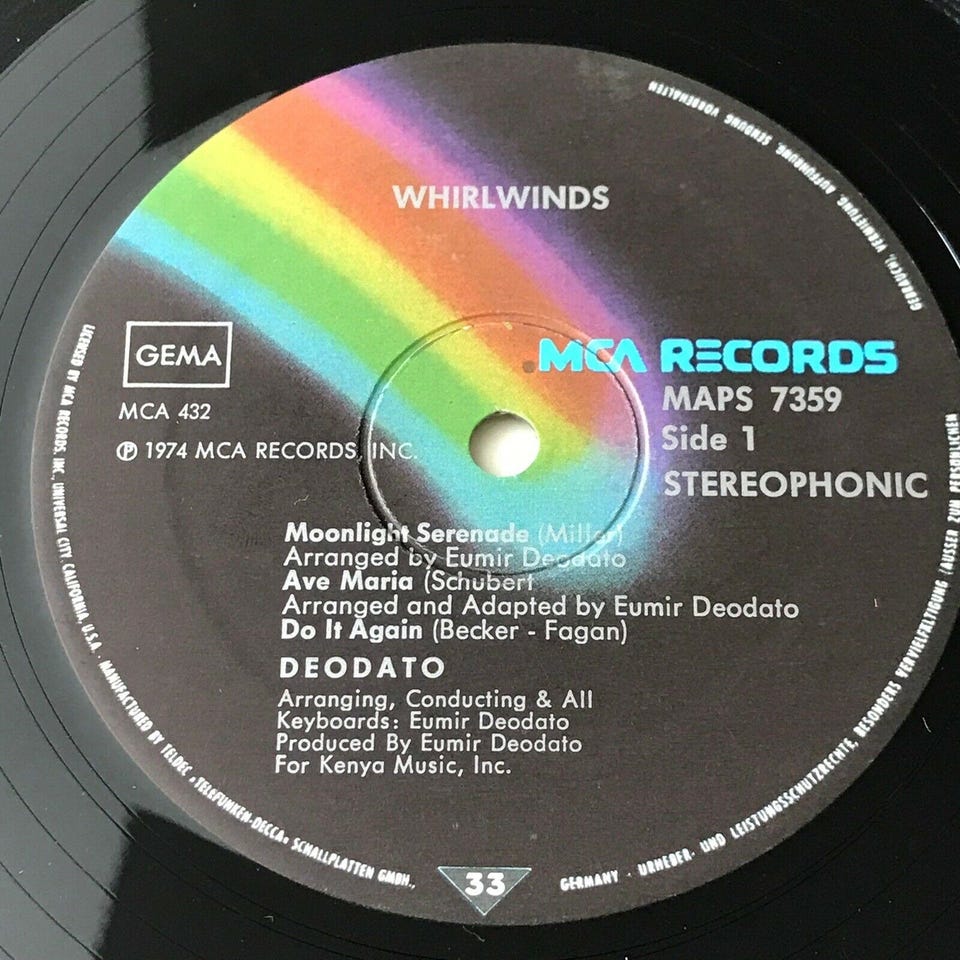 WHIRLWINDS
GEMA
MCA 432
℗ 1974 MCA RECORDS, INC.
MCA RECORDS
MAPS 7359
Side 1
STEREOPHONIC
Moonlight Serenade (Miller)
Arranged by Eumir Deodato
Ave Maria (Schubert
Arranged and Adapted by Eumir Deodato
Do It Again (Becker - Fagan)
DEODATO
Arranging, Conducting & All
Keyboards: Eumir Deodato
Produced By Eumir Deodato
For Kenya Music, Inc.
33
LICENSED BY MCA RECORDS, INC., UNIVERSAL CITY CALIFORNIA, U.S.A. · MANUFACTURED BY TELDEC „TELEFUNKEN-DECCA„ SCHALLPLATTEN GMBH.,
GERMANY · URHEBER- UND LEISTUNGSSCHUTZRECHTE, BESONDERS VERVIELFÄLTIGUNG (AUSSER ZUM PERSÖNLICHEN
GEBRAUCH), VERMIETUNG, AUFFÜHRUNG, SENDUNG VORBEHALTEN